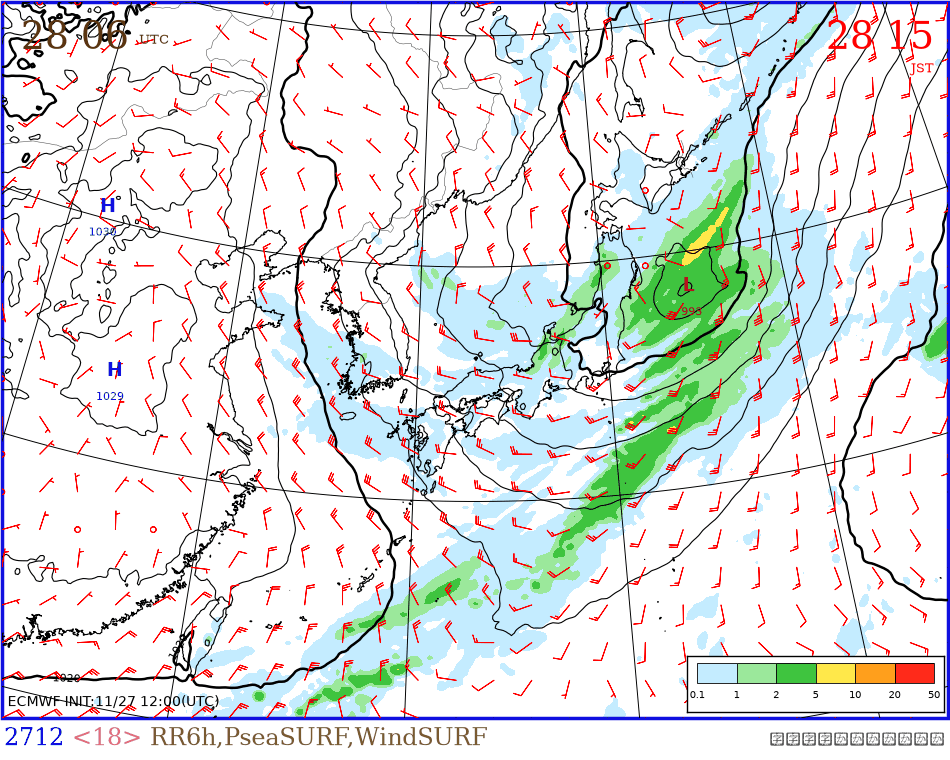 28 06 UTC
28 15
JST
H
1030
L
993
H
1029
1020
ECMWF INIT:11/27 12:00(UTC)
0.1 1 2 5 10 20 50
2712 <18> RR6h,PseaSURF,WindSURF